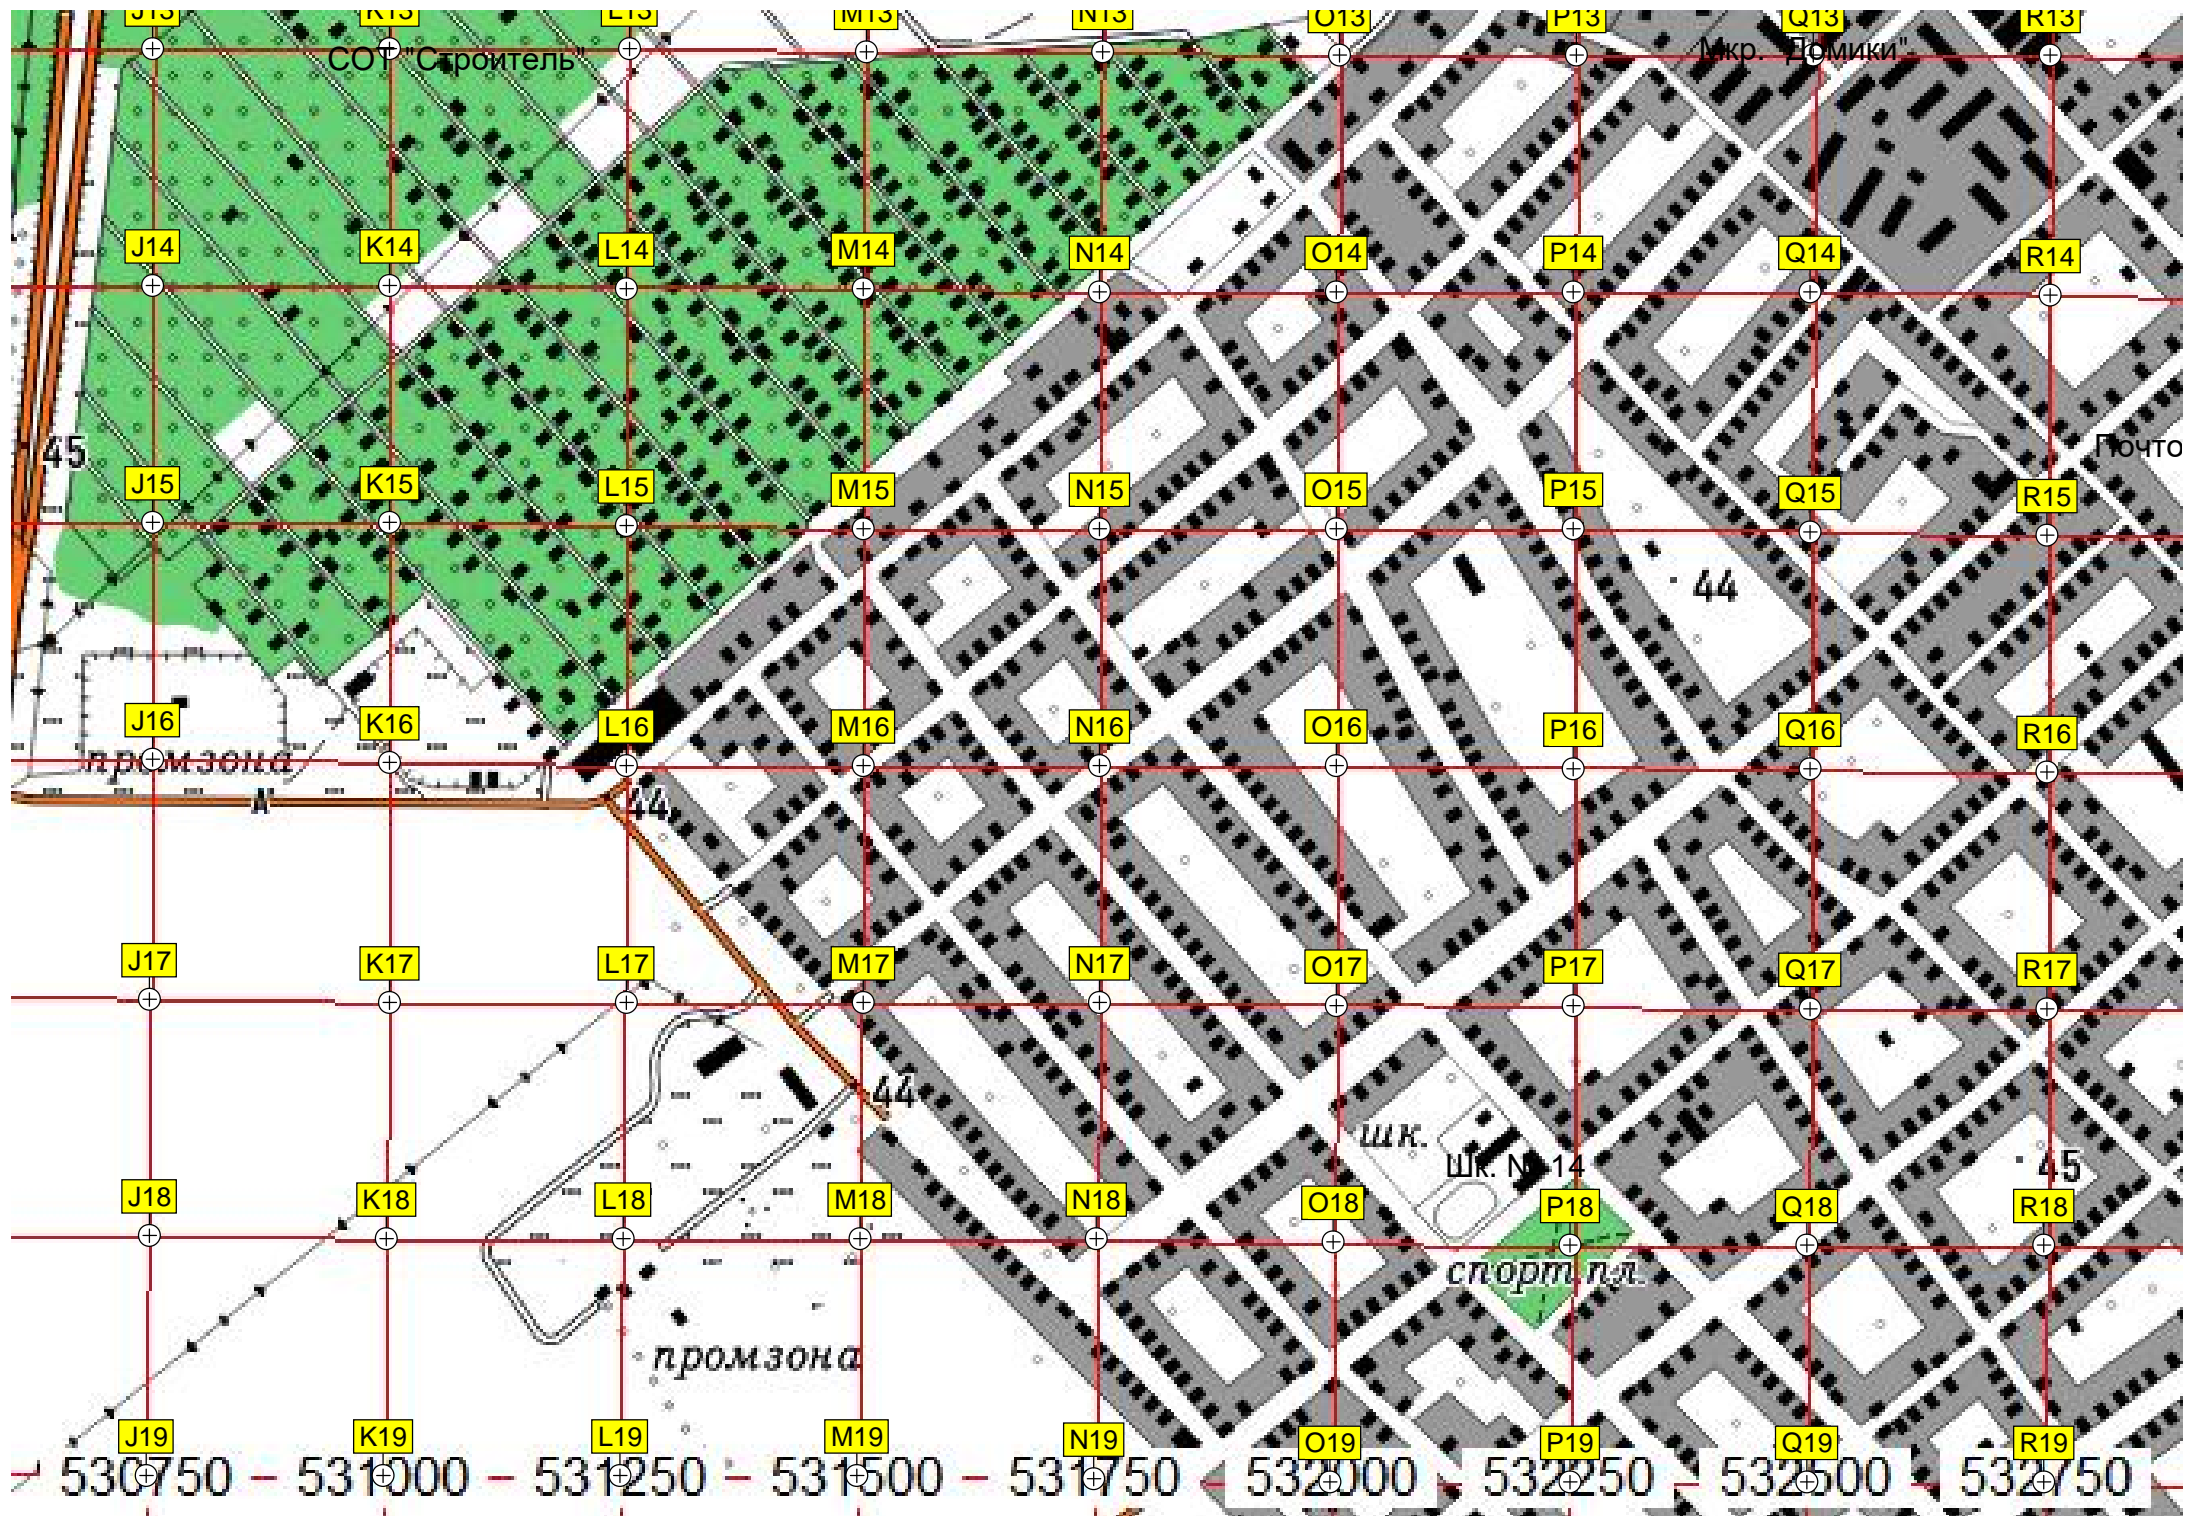 J13 K13 L13 M13 N13 O13 P13 Q13 R13
СОТ "Строитель"
Мкр. "Домики"
J14 K14 L14 M14 N14 O14 P14 Q14 R14
45
Почто
J15 K15 L15 M15 N15 O15 P15 Q15 R15
44
J16 K16 L16 M16 N16 O16 P16 Q16 R16
промзона
А
44
J17 K17 L17 M17 N17 O17 P17 Q17 R17
44
шк.
Шк. № 14
45
J18 K18 L18 M18 N18 O18 P18 Q18 R18
спорт.пл.
промзона
J19 K19 L19 M19 N19 O19 P19 Q19 R19
530750 531000 531250 531500 531750 532000 532250 532500 532750